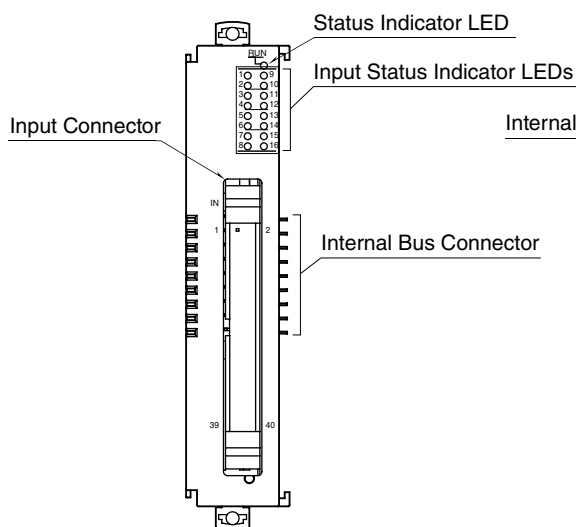 Status Indicator LED
RUN
Input Status Indicator LEDs
1 9
2 10
3 11
4 12
5 13
6 14
7 15
8 16
Internal
Input Connector
IN
1 2
Internal Bus Connector
39 40